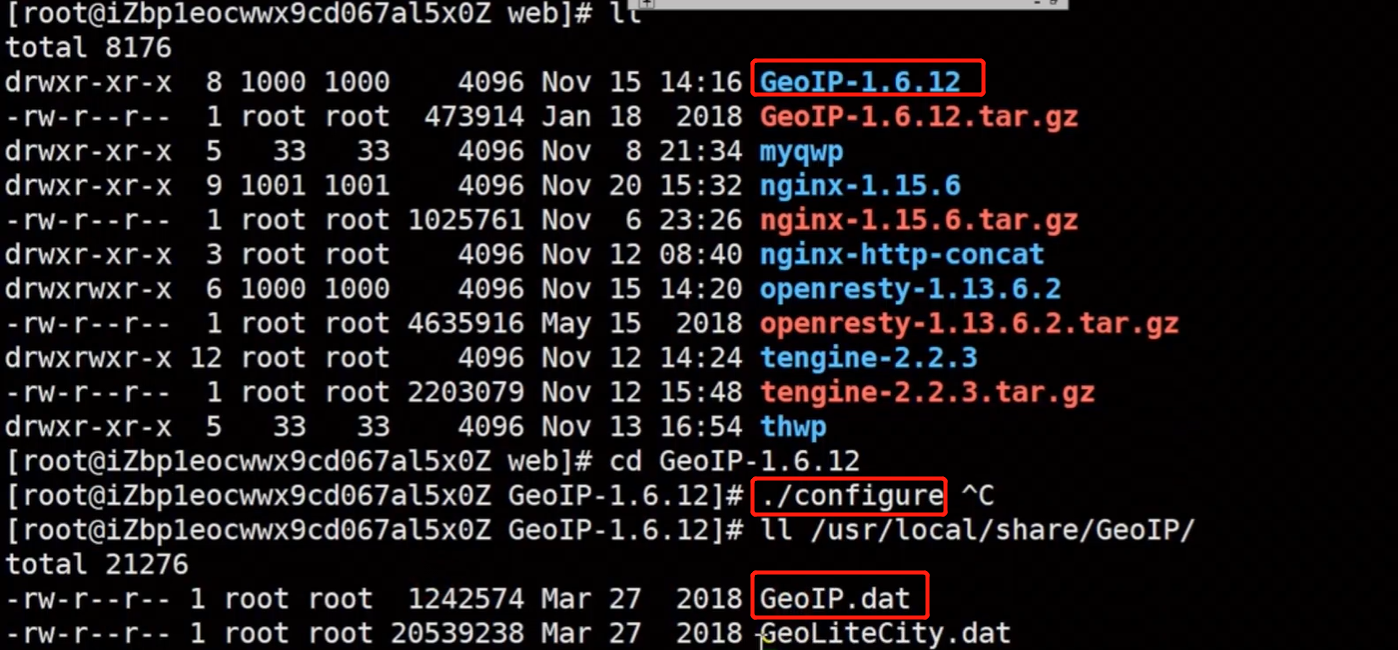 [root@iZbp1eocwwx9cd067al5x0Z web]# ll
total 8176
drwxr-xr-x  8 1000 1000    4096 Nov 15 14:16 GeoIP-1.6.12
-rw-r--r--  1 root root  473914 Jan 18  2018 GeoIP-1.6.12.tar.gz
drwxr-xr-x  5   33   33    4096 Nov  8 21:34 myqwp
drwxr-xr-x  9 1001 1001    4096 Nov 20 15:32 nginx-1.15.6
-rw-r--r--  1 root root 1025761 Nov  6 23:26 nginx-1.15.6.tar.gz
drwxr-xr-x  3 root root    4096 Nov 12 08:40 nginx-http-concat
drwxrwxr-x  6 1000 1000    4096 Nov 15 14:20 openresty-1.13.6.2
-rw-r--r--  1 root root 4635916 May 15  2018 openresty-1.13.6.2.tar.gz
drwxrwxr-x 12 root root    4096 Nov 12 14:24 tengine-2.2.3
-rw-r--r--  1 root root 2203079 Nov 12 15:48 tengine-2.2.3.tar.gz
drwxr-xr-x  5   33   33    4096 Nov 13 16:54 thwp
[root@iZbp1eocwwx9cd067al5x0Z web]# cd GeoIP-1.6.12
[root@iZbp1eocwwx9cd067al5x0Z GeoIP-1.6.12]# ./configure ^C
[root@iZbp1eocwwx9cd067al5x0Z GeoIP-1.6.12]# ll /usr/local/share/GeoIP/
total 21276
-rw-r--r-- 1 root root  1242574 Mar 27  2018 GeoIP.dat
-rw-r--r-- 1 root root 20539238 Mar 27  2018 GeoLiteCity.dat